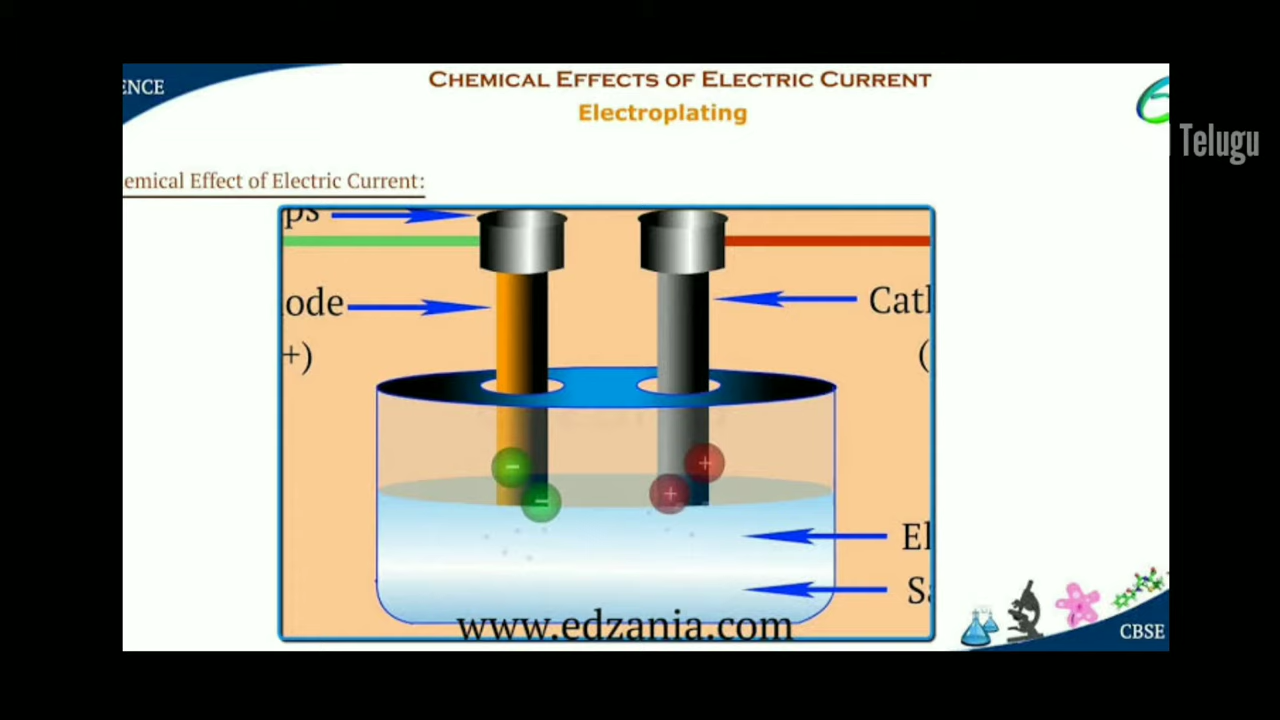 ENCE
CHEMICAL EFFECTS OF ELECTRIC CURRENT
Electroplating
Telugu
emical Effect of Electric Current:
ps
ode
Cath
+)
(
+
+
El
Sa
www.edzania.com
CBSE